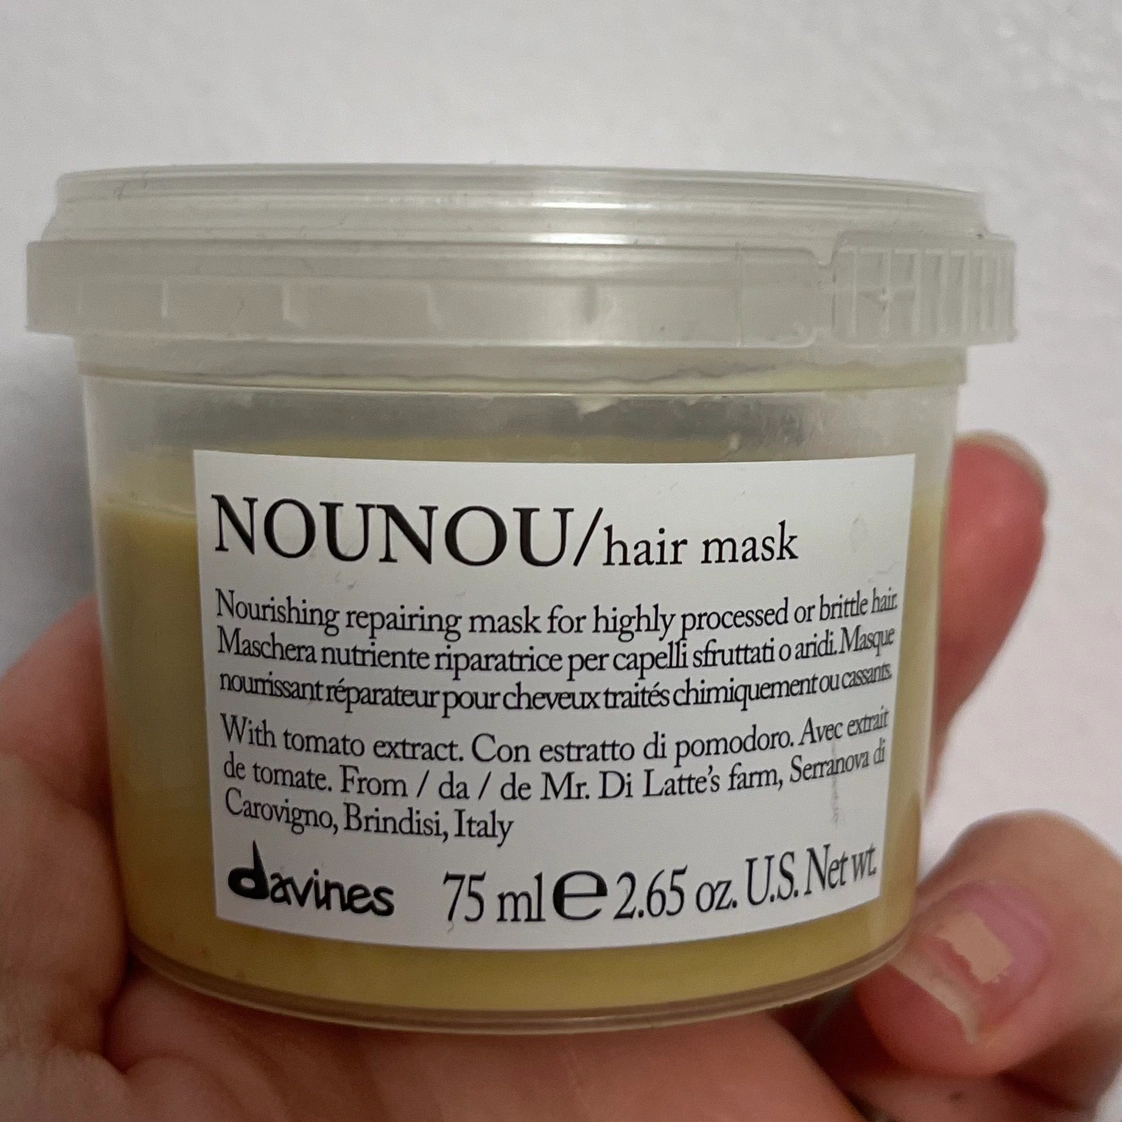 NOUNOU/hair mask
Nourishing repairing mask for highly processed or brittle hair.
Maschera nutriente riparatrice per capelli sfruttati o aridi. Masque
nourrissant réparateur pour cheveux traités chimiquement ou cassants.
With tomato extract. Con estratto di pomodoro. Avec extrait
de tomate. From / da / de Mr. Di Latte's farm, Serranova di
Carovigno, Brindisi, Italy
davines 75 ml e 2.65 oz. U.S. Net wt.